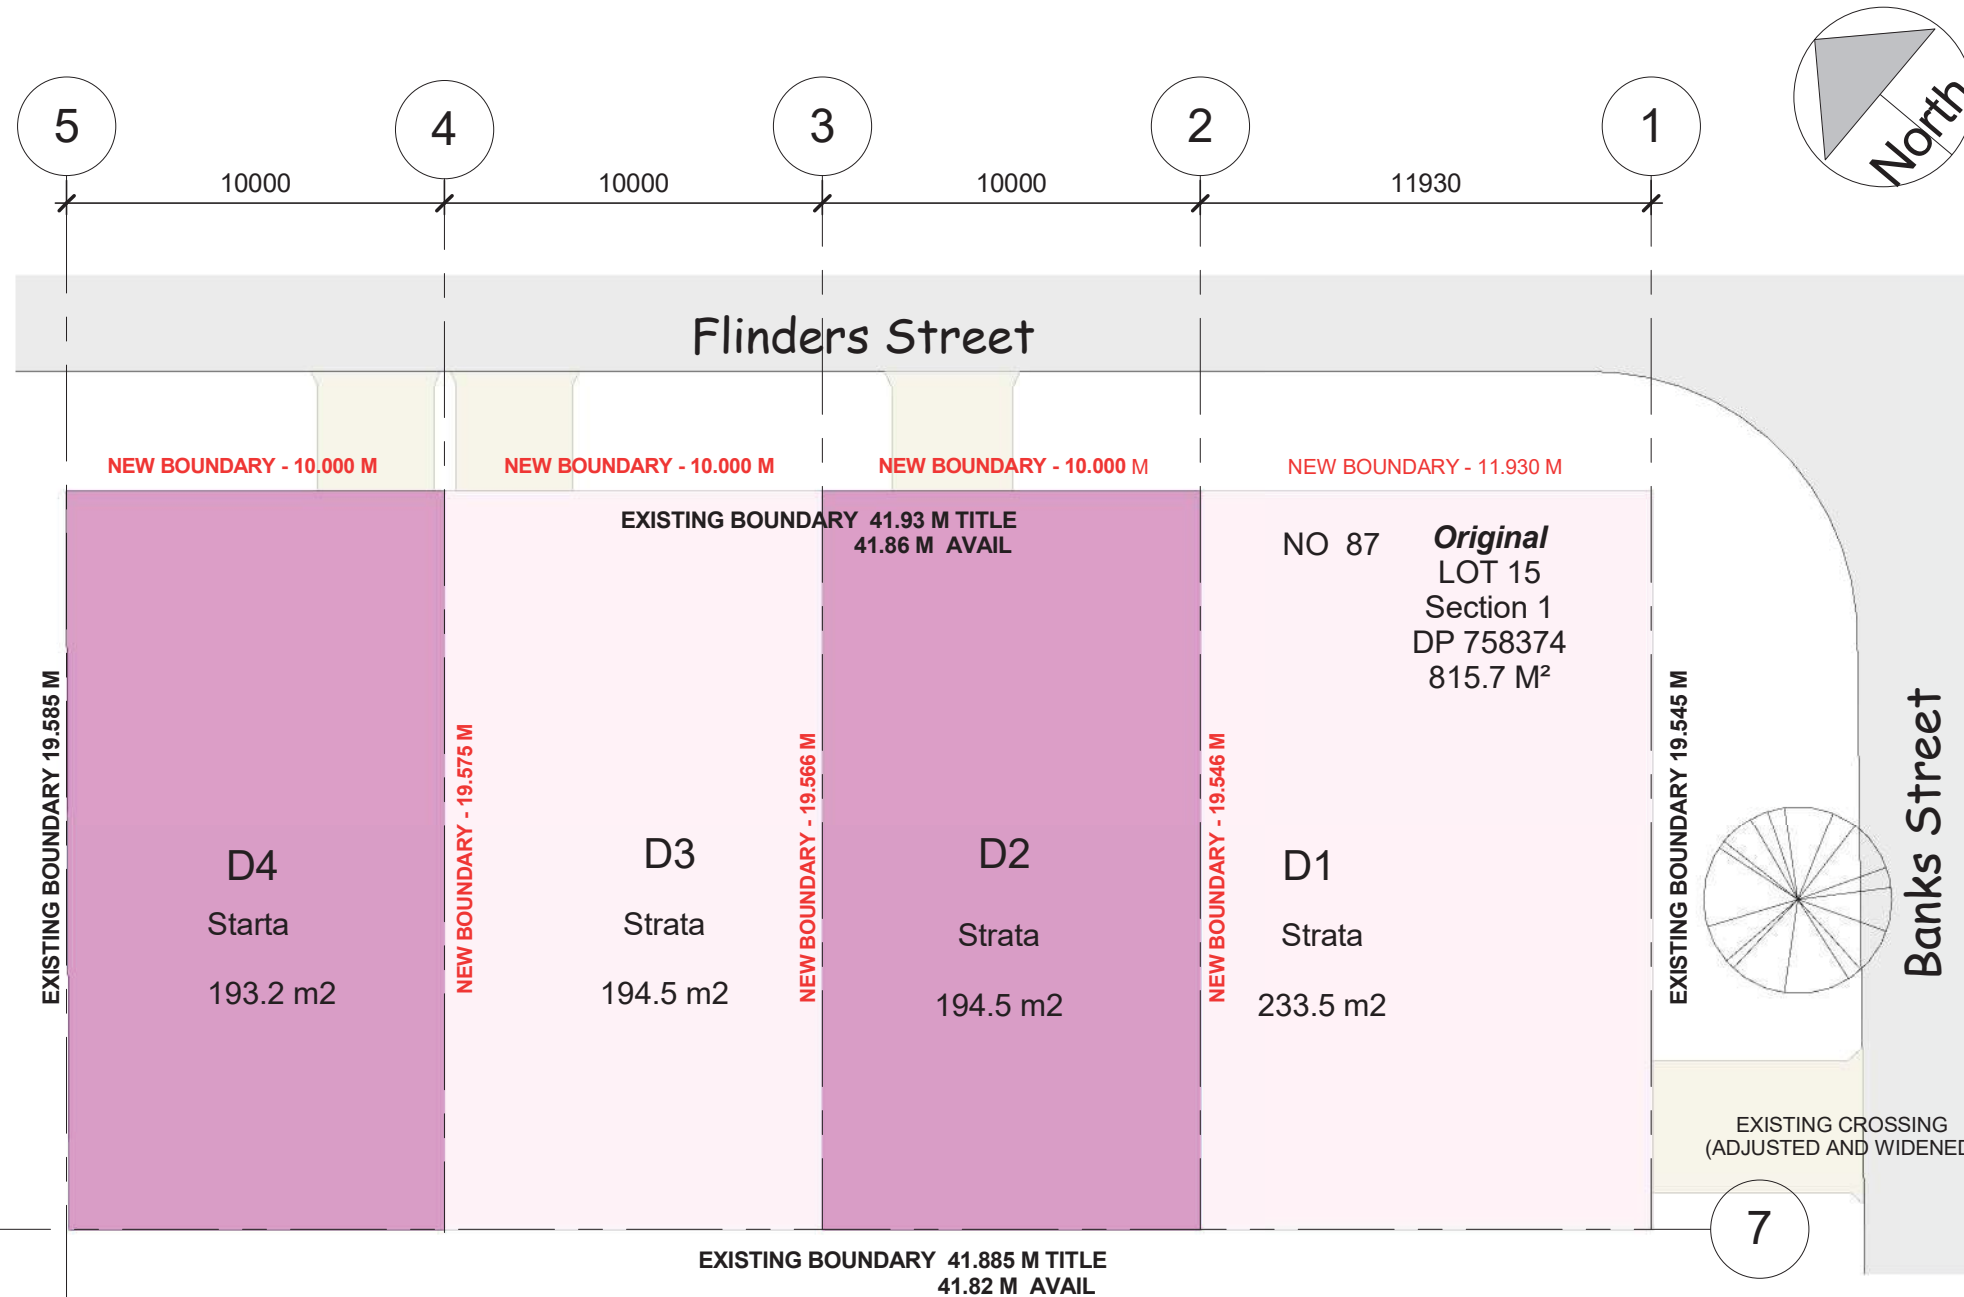 5
4
3
2
1
North
10000
10000
10000
11930
Flinders Street
NEW BOUNDARY - 10.000 M
NEW BOUNDARY - 10.000 M
NEW BOUNDARY - 10.000 M
NEW BOUNDARY - 11.930 M
EXISTING BOUNDARY 41.93 M TITLE
41.86 M AVAIL
NO 87
Original
LOT 15
Section 1
DP 758374
815.7 M²
EXISTING BOUNDARY 19.585 M
D4
Starta
193.2 m2
NEW BOUNDARY - 19.575 M
D3
Strata
194.5 m2
NEW BOUNDARY - 19.566 M
D2
Strata
194.5 m2
NEW BOUNDARY - 19.546 M
D1
Strata
233.5 m2
EXISTING BOUNDARY 19.545 M
Banks Street
EXISTING CROSSING
(ADJUSTED AND WIDENED
7
EXISTING BOUNDARY 41.885 M TITLE
41.82 M AVAIL